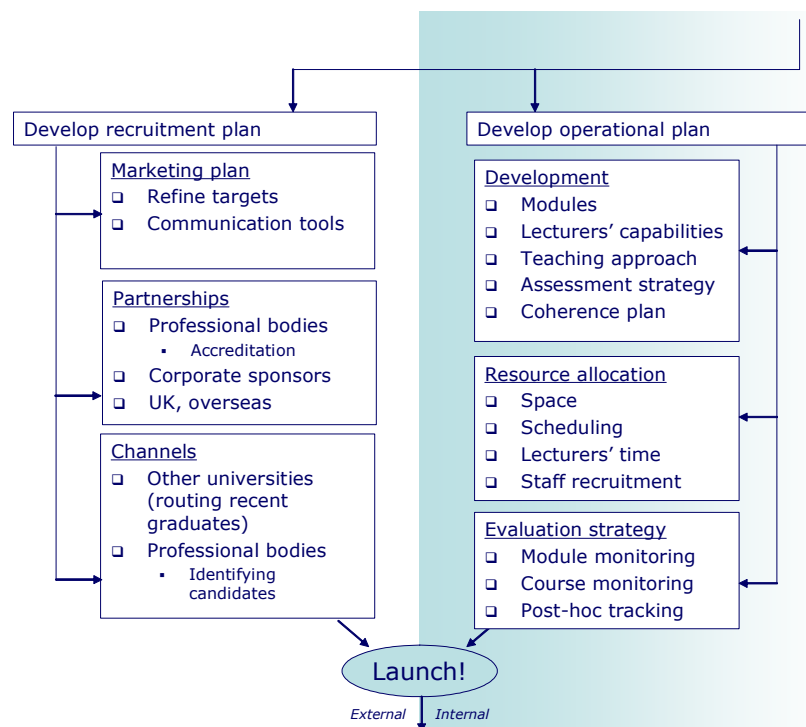 Develop recruitment plan
Marketing plan
Refine targets
Communication tools
Partnerships
Professional bodies
Accreditation
Corporate sponsors
UK, overseas
Channels
Other universities
(routing recent
graduates)
Professional bodies
Identifying
candidates
Develop operational plan
Development
Modules
Lecturers’ capabilities
Teaching approach
Assessment strategy
Coherence plan
Resource allocation
Space
Scheduling
Lecturers’ time
Staff recruitment
Evaluation strategy
Module monitoring
Course monitoring
Post-hoc tracking
Launch!
External Internal